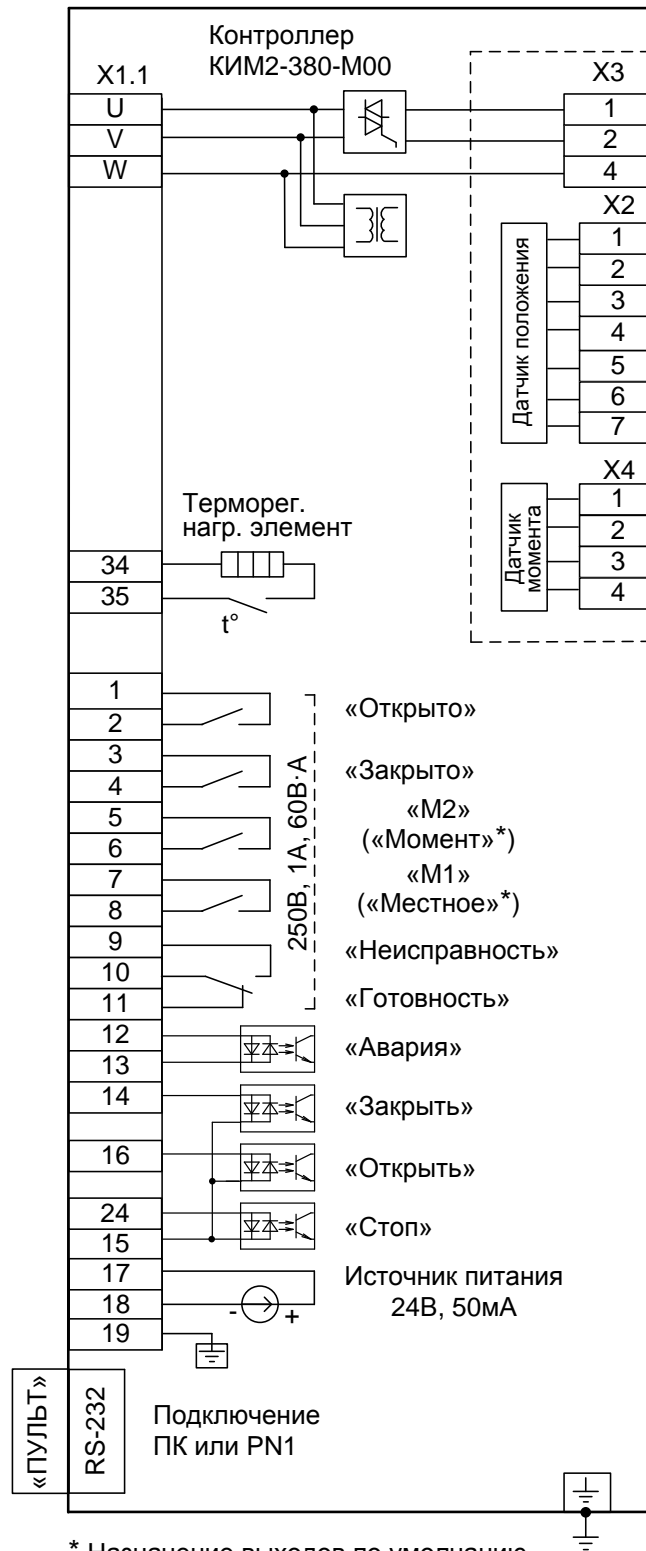 Контроллер
КИМ2-380-М00
X1.1
U
V
W
X3
1
2
4
X2
1
2
3
4
5
6
7
Датчик положения
X4
1
2
3
4
Датчик
момента
Терморег.
нагр. элемент
34
35
t°
1
2
3
4
5
6
7
8
9
10
11
12
13
14
16
24
15
17
18
19
250В, 1А, 60В·А
«Открыто»
«Закрыто»
«М2»
(«Момент»*)
«М1»
(«Местное»*)
«Неисправность»
«Готовность»
«Авария»
«Закрыть»
«Открыть»
«Стоп»
Источник питания
24В, 50мА
- +
«ПУЛЬТ»
RS-232
Подключение
ПК или PN1
* Назначение выходов по умолчанию